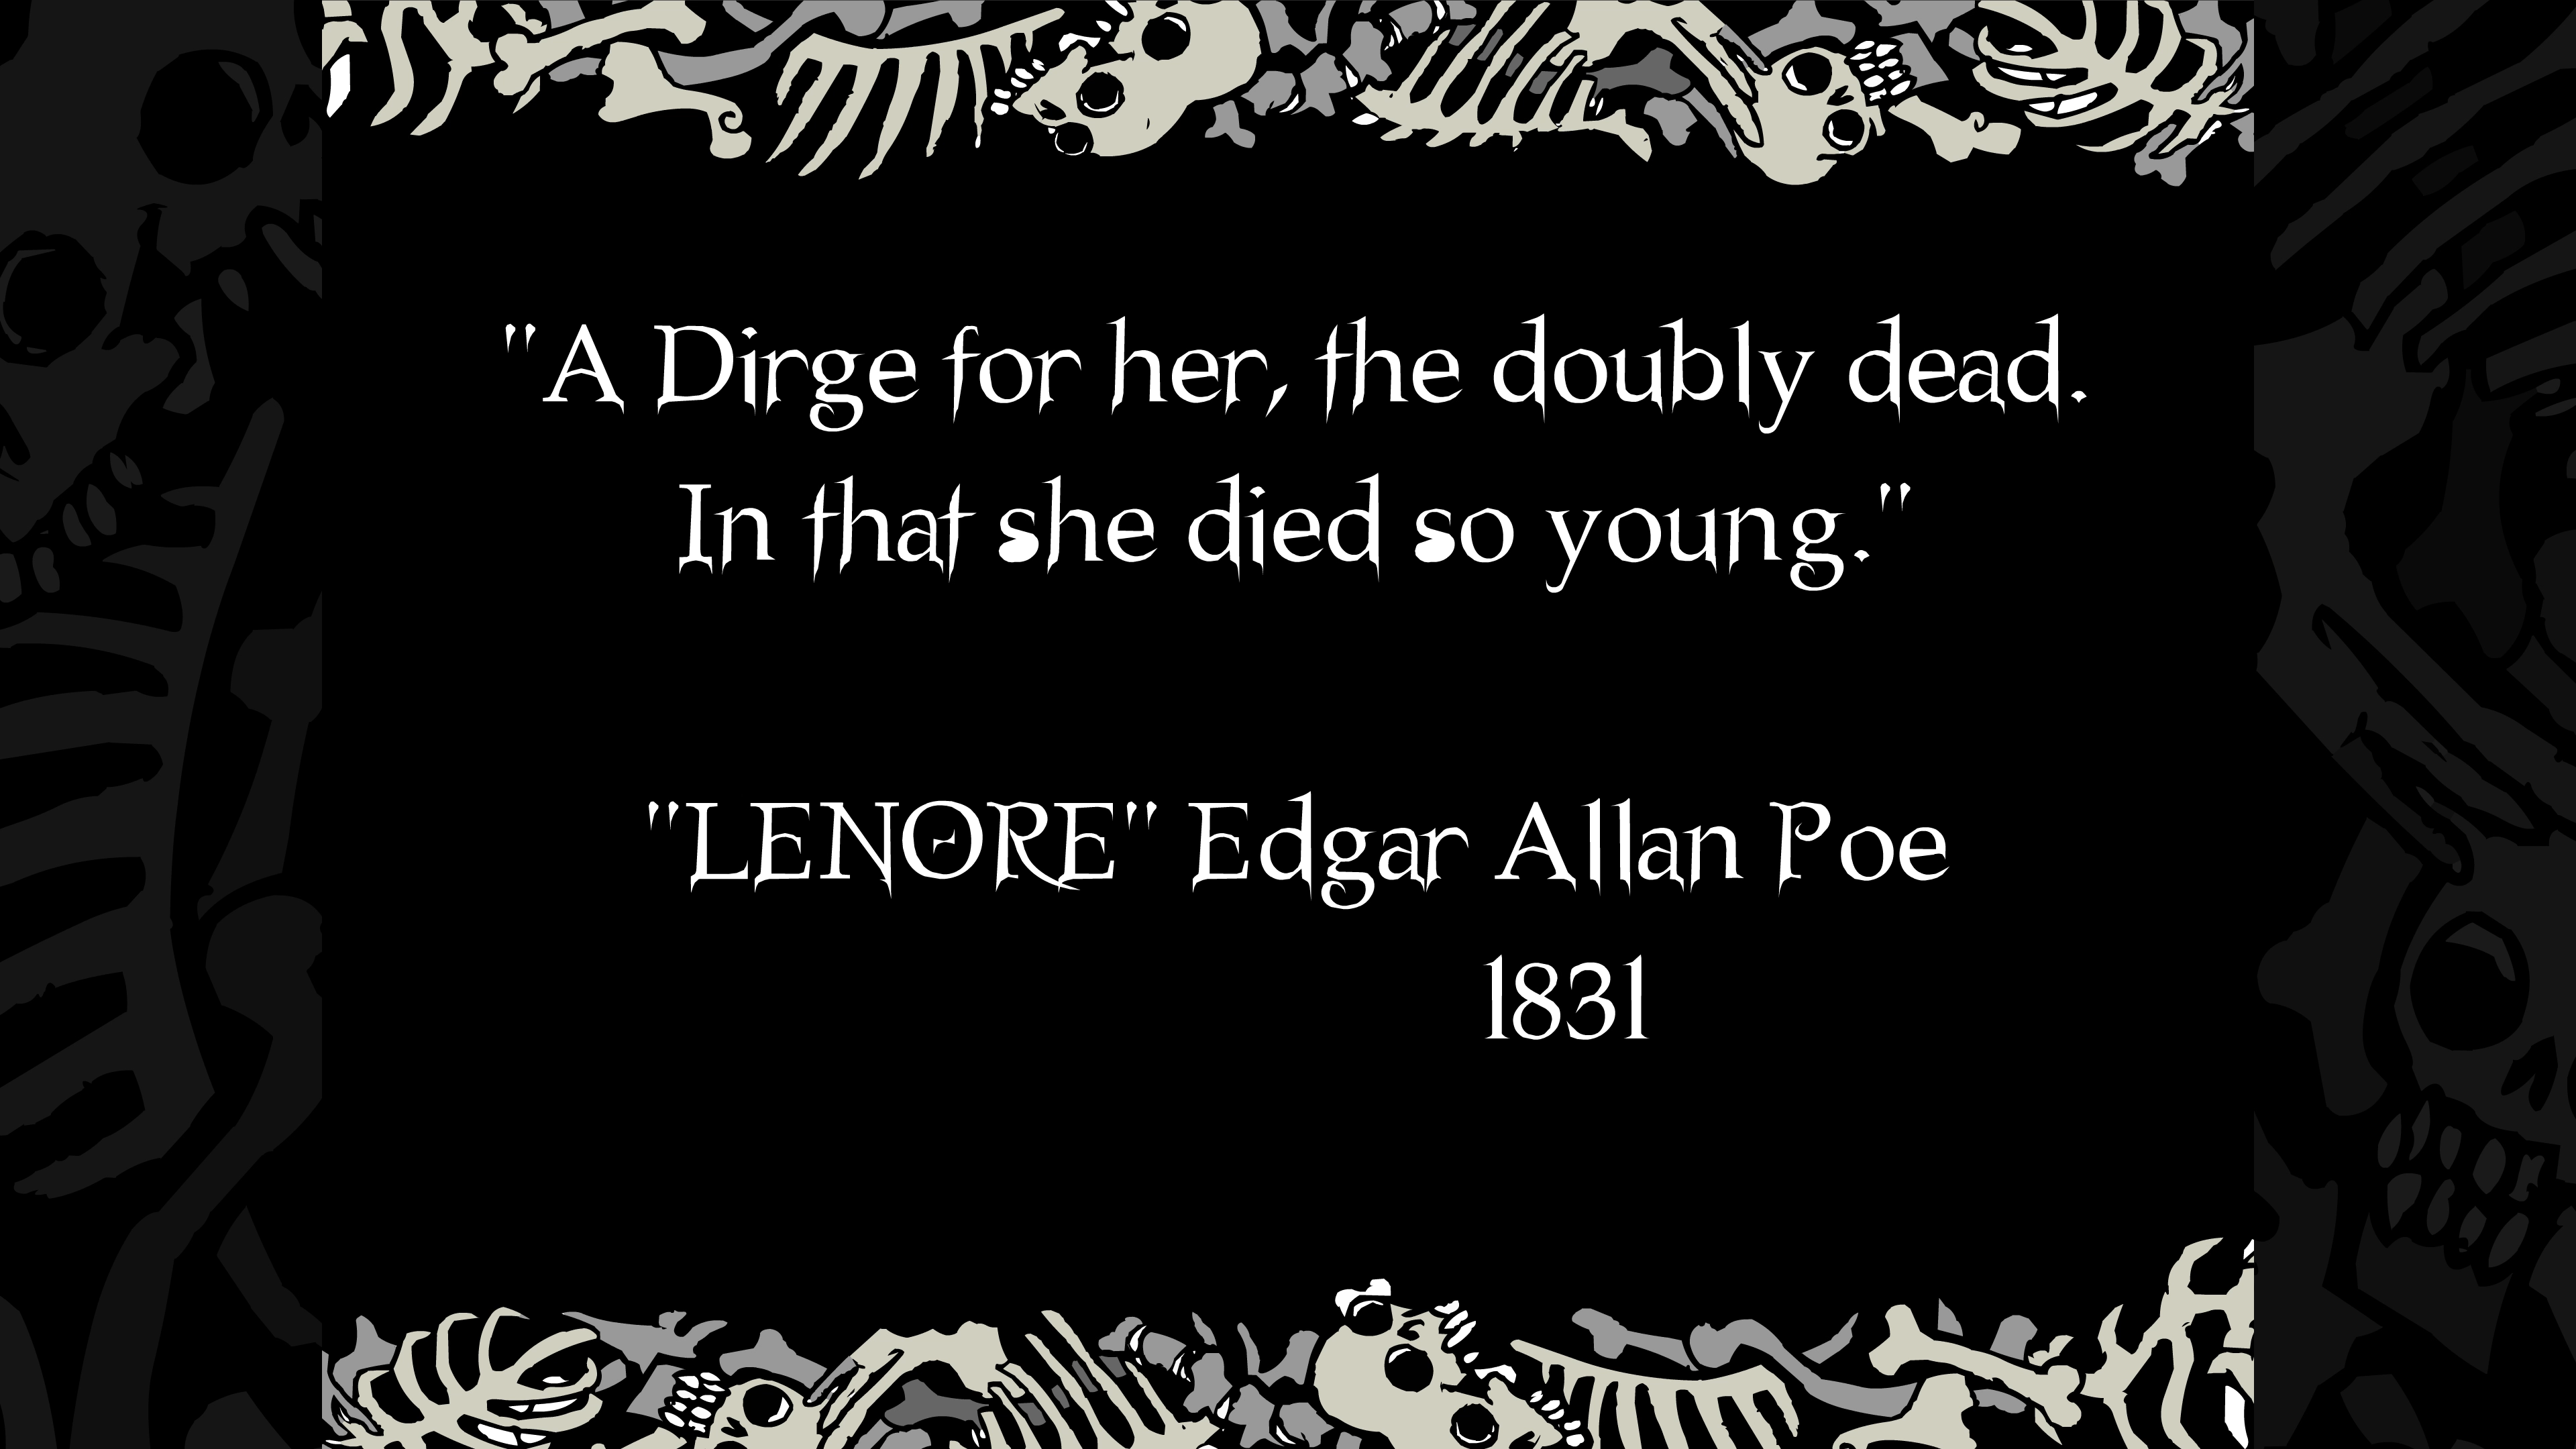 "A Dirge for her, the doubly dead.
In that she died so young."
"LENORE" Edgar Allan Poe
1831